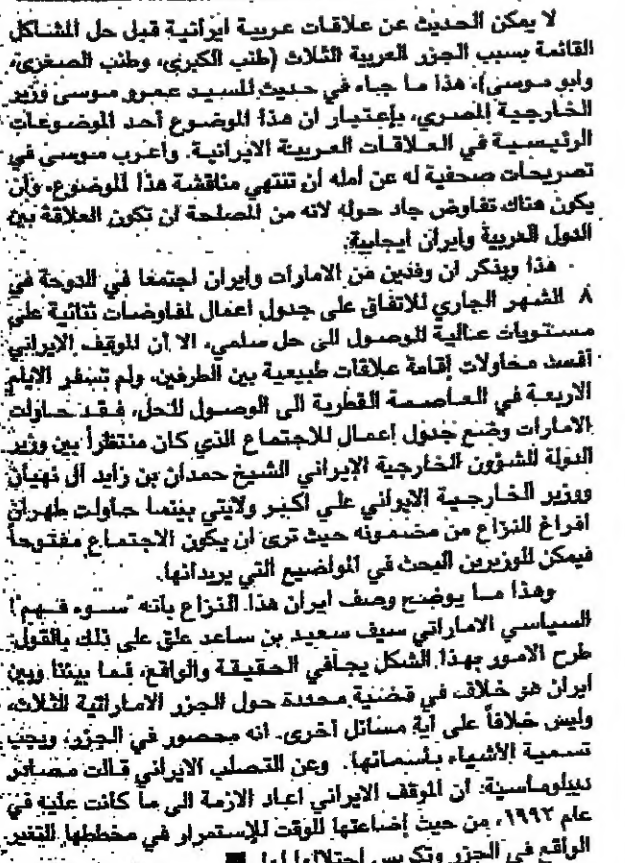 لا يمكن الحديث عن علاقات عربية ايرانية قبل حل المشاكل
القائمة بسبب الجزر العربية الثلاث (طنب الكبرى، وطنب الصغرى،
وابو موسى)، هذا ما جاء في حديث للسيد عمرو موسى وزير
الخارجية المصري، بإعتبار ان هذا الموضوع أحد الموضوعات
الرئيسية في العلاقات العربية الايرانية. وأعرب موسى في
تصريحات صحفية له عن أمله ان تنتهي مناقشة هذا الموضوع، وأن
يكون هناك تفاوض جاد حوله لانه من المصلحة ان تكون العلاقة بين
الدول العربية وايران ايجابية.
هذا ويذكر ان وفدين من الامارات وإيران اجتمعا في الدوحة في
٨ الشهر الجاري للاتفاق على جدول اعمال لمفاوضات ثنائية على
مستويات عالية للوصول الى حل سلمي، الا أن الموقف الايراني
أفسد محاولات إقامة علاقات طبيعية بين الطرفين، ولم تسفر الايام
الاربعة في العاصمة القطرية الى الوصول للحل، فقد حاولت
الامارات وضع جدول إعمال للاجتماع الذي كان منتظراً بين وزير
الدولة للشؤون الخارجية الإيراني الشيخ حمدان بن زايد آل نهيان
ووزير الخارجية الايراني علي اكبر ولايتي بينما حاولت طهران
افراغ النزاع من مضمونه حيث ترى ان يكون الاجتماع مفتوحاً
فيمكن للوزيرين البحث في المواضيع التي يريدانها.
وهذا ما يوضح وصف ايران هذا النزاع بأنه "سوء فهم"!
السياسي الاماراتي سيف سعيد بن ساعد علق على ذلك بالقول:
طرح الامور بهذا الشكل يجافي الحقيقة والواقع، فما بيننا وبين
ايران هو خلاف في قضية محددة حول الجزر الاماراتية الثلاث،
وليس خلافاً على أية مسائل أخرى. انه محصور في الجزر، ويجب
تسمية الأشياء بأسمائها. وعن التصلب الايراني قالت مصادر
ديبلوماسية: أن الموقف الايراني اعاد الازمة الى ما كانت عليه في
عام ١٩٩٢، من حيث إضاعتها للوقت للإستمرار في مخططها لتغير
الواقع في الجزر وتكريس إحتلالها لها.